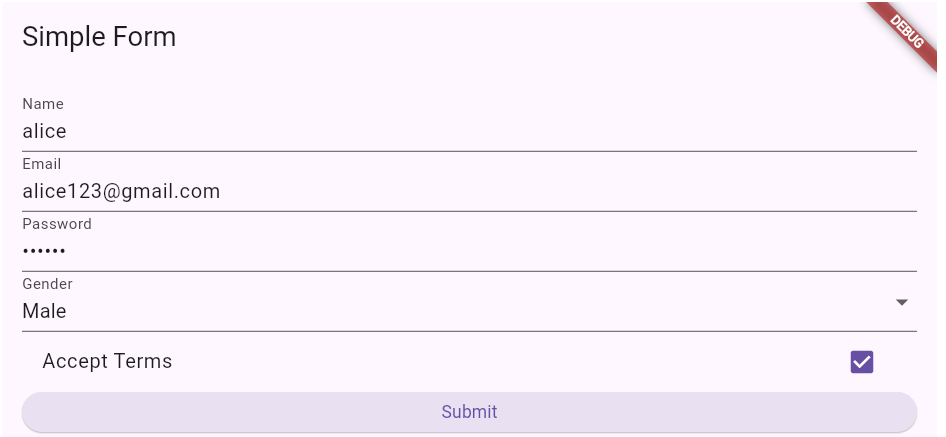 Simple Form
DEBUG
Name
alice
Email
alice123@gmail.com
Password
••••••
Gender
Male
Accept Terms
Submit